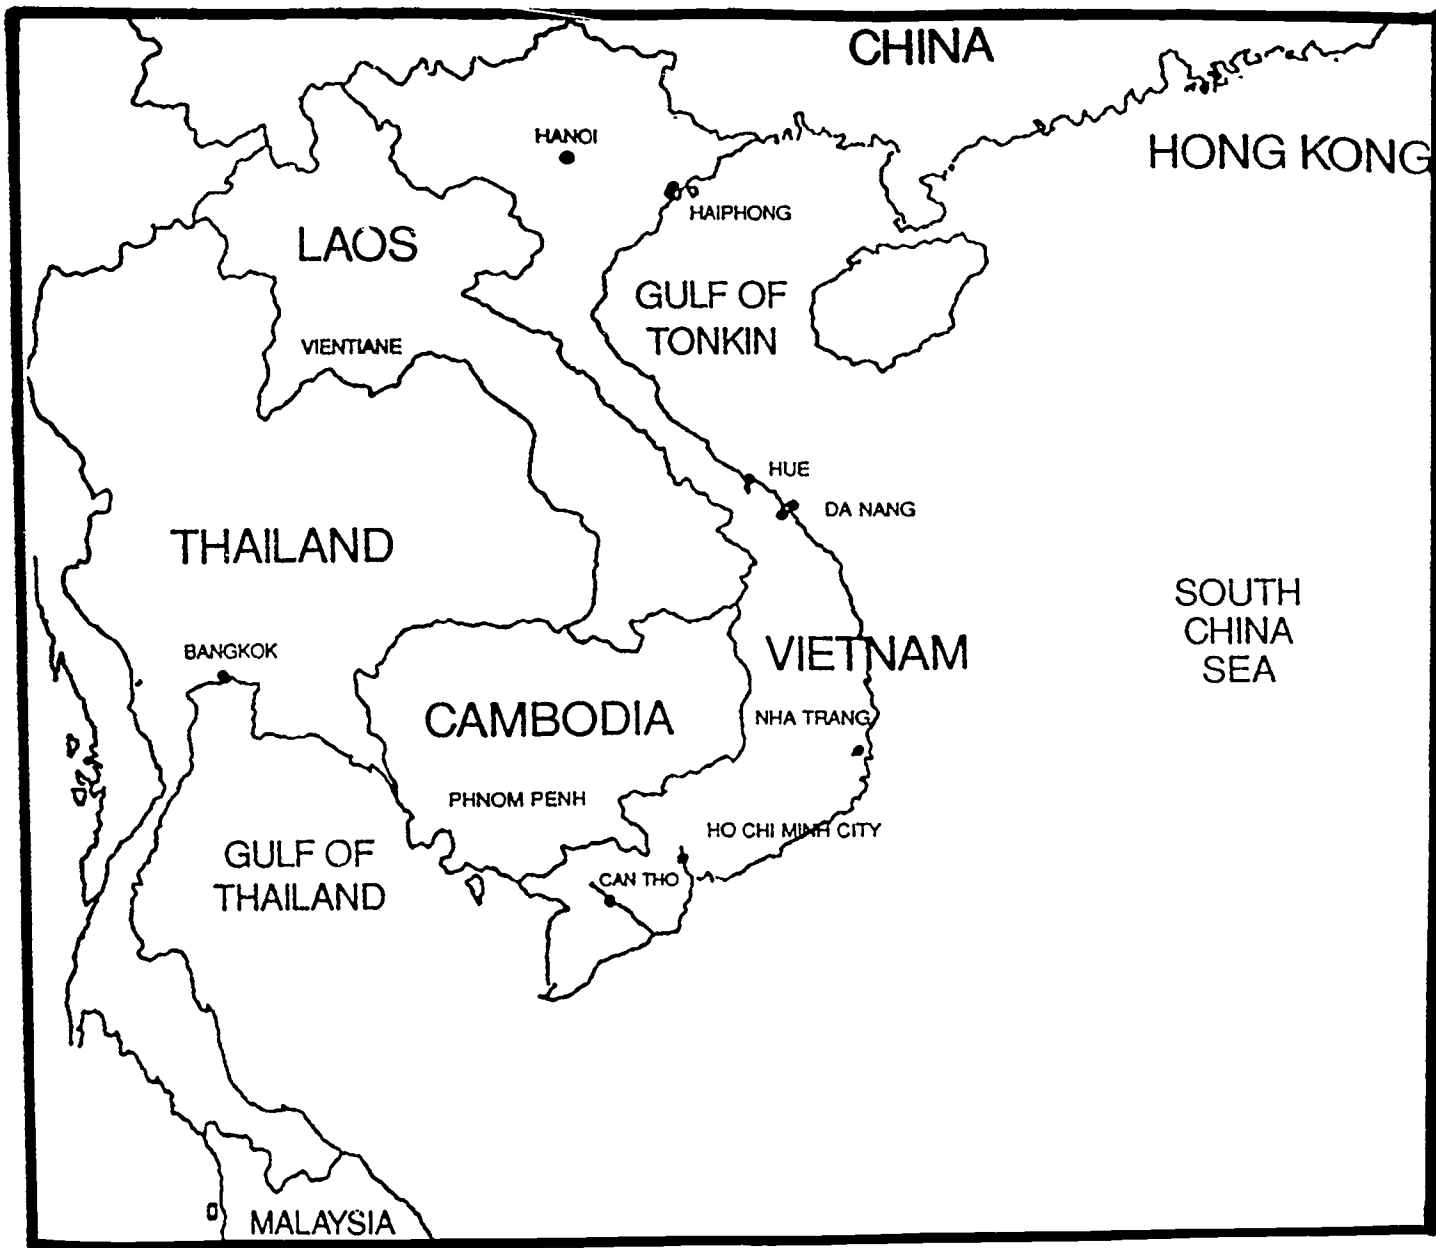 CHINA
HANOI
HONG KONG
HAIPHONG
LAOS
GULF OF
TONKIN
VIENTIANE
HUE
DA NANG
THAILAND
SOUTH
CHINA
SEA
BANGKOK
VIETNAM
CAMBODIA
NHA TRANG
PHNOM PENH
HO CHI MINH CITY
GULF OF
THAILAND
CAN THO
MALAYSIA